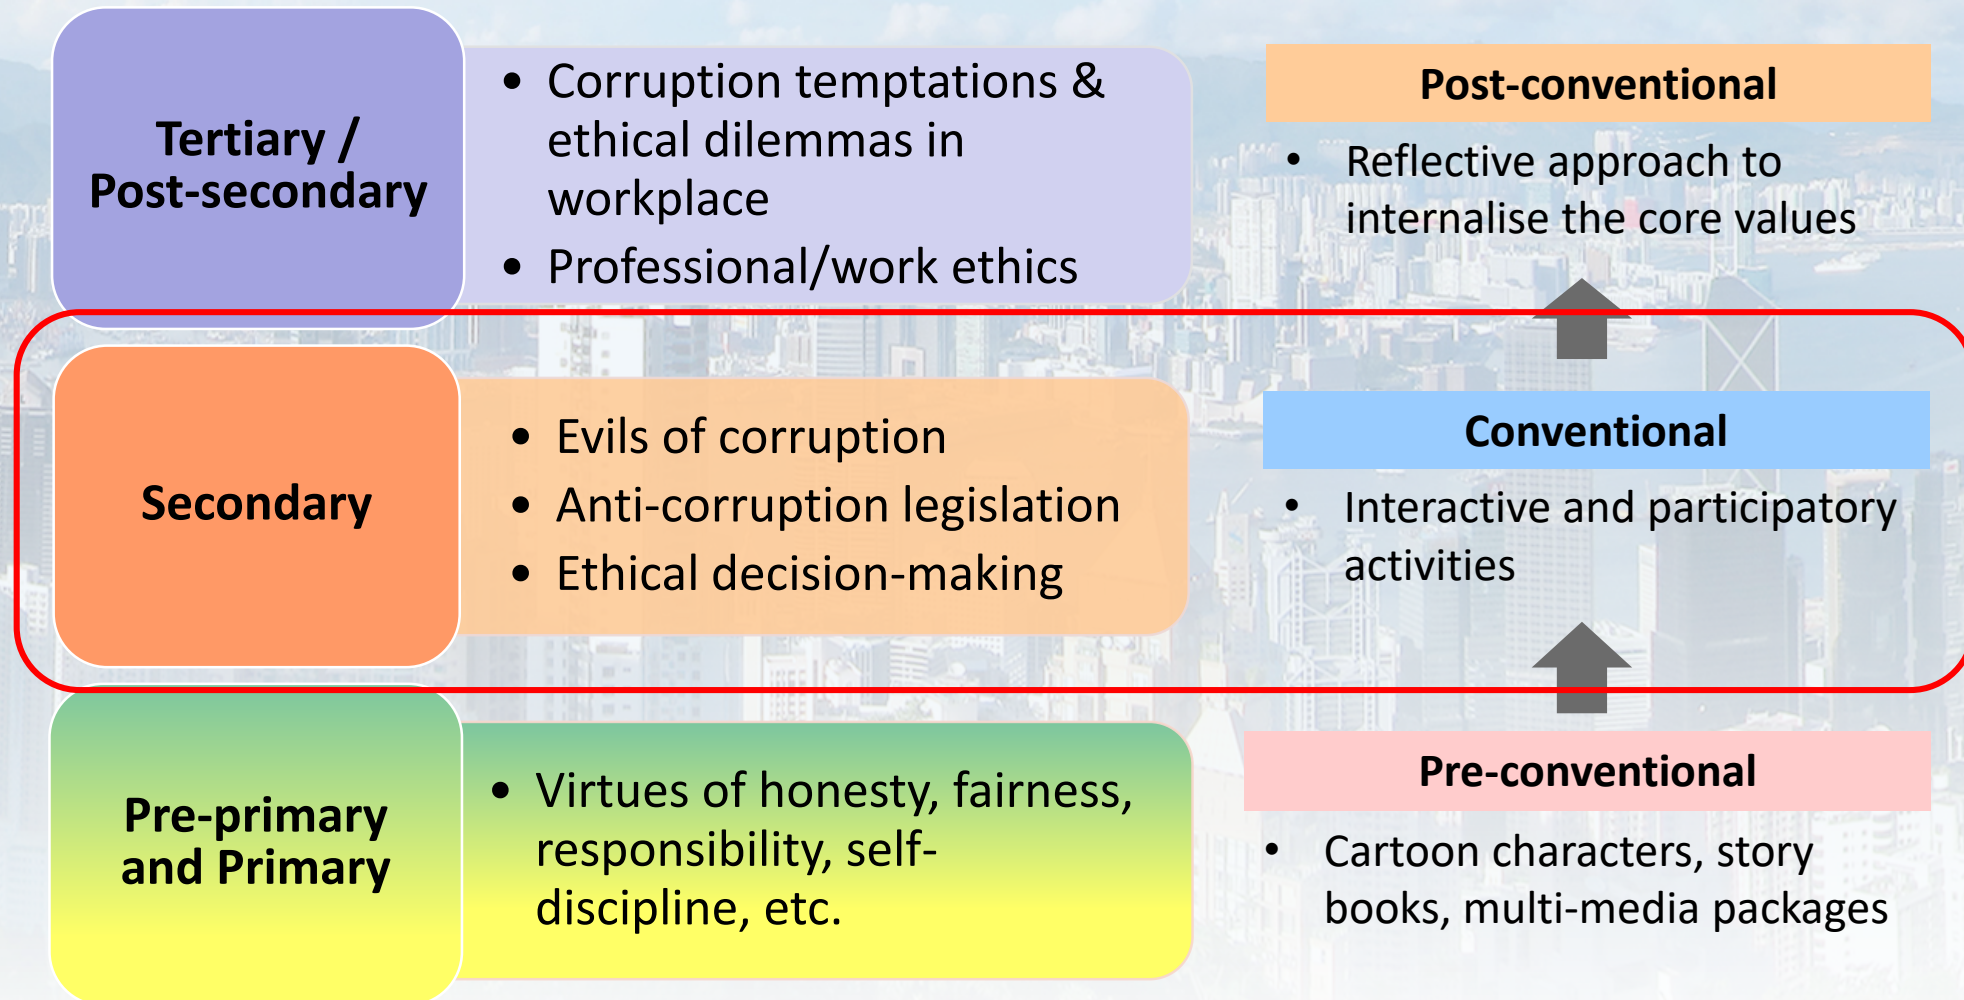 Tertiary /
Post-secondary
• Corruption temptations &
ethical dilemmas in
workplace
• Professional/work ethics
Post-conventional
• Reflective approach to
internalise the core values
Secondary
• Evils of corruption
• Anti-corruption legislation
• Ethical decision-making
Conventional
• Interactive and participatory
activities
Pre-primary
and Primary
• Virtues of honesty, fairness,
responsibility, self-
discipline, etc.
Pre-conventional
• Cartoon characters, story
books, multi-media packages